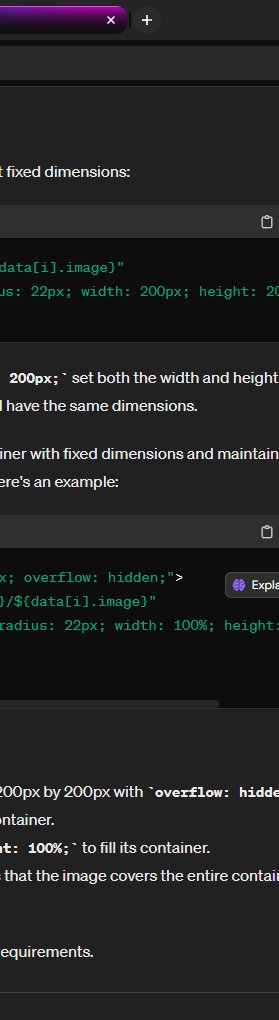 fixed dimensions:
data[i].image}"
us: 22px; width: 200px; height: 20
200px;` set both the width and height
have the same dimensions.
iner with fixed dimensions and maintain
ere's an example:
x; overflow: hidden;">
Expla
}/${data[i].image}"
radius: 22px; width: 100%; height:
200px by 200px with `overflow: hidde
ontainer.
ht: 100%;` to fill its container.
that the image covers the entire contai
equirements.